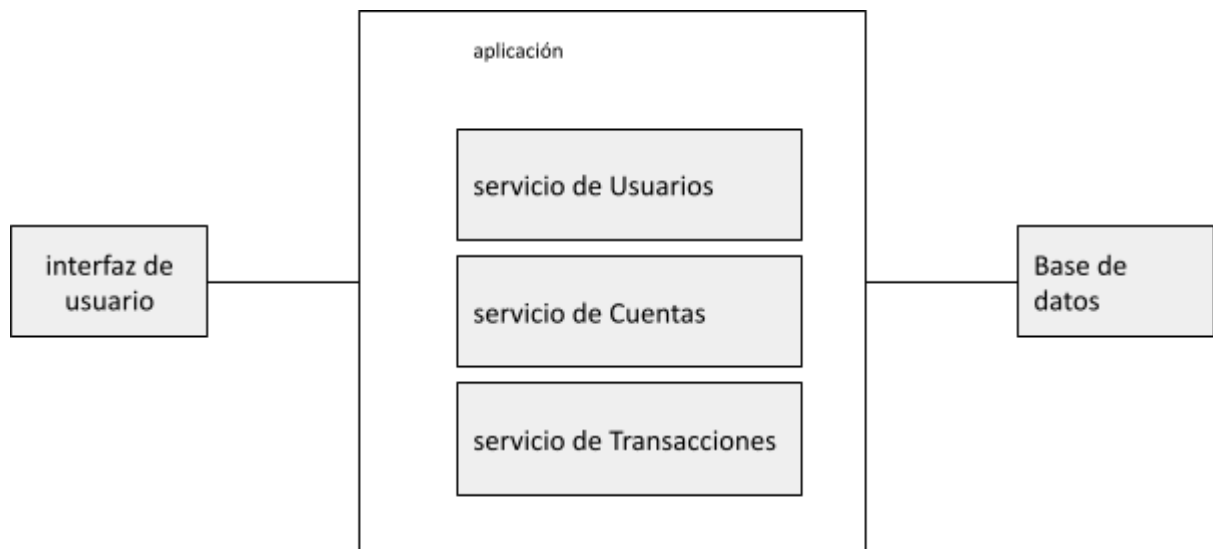 aplicación
servicio de Usuarios
interfaz de
usuario
servicio de Cuentas
Base de
datos
servicio de Transacciones